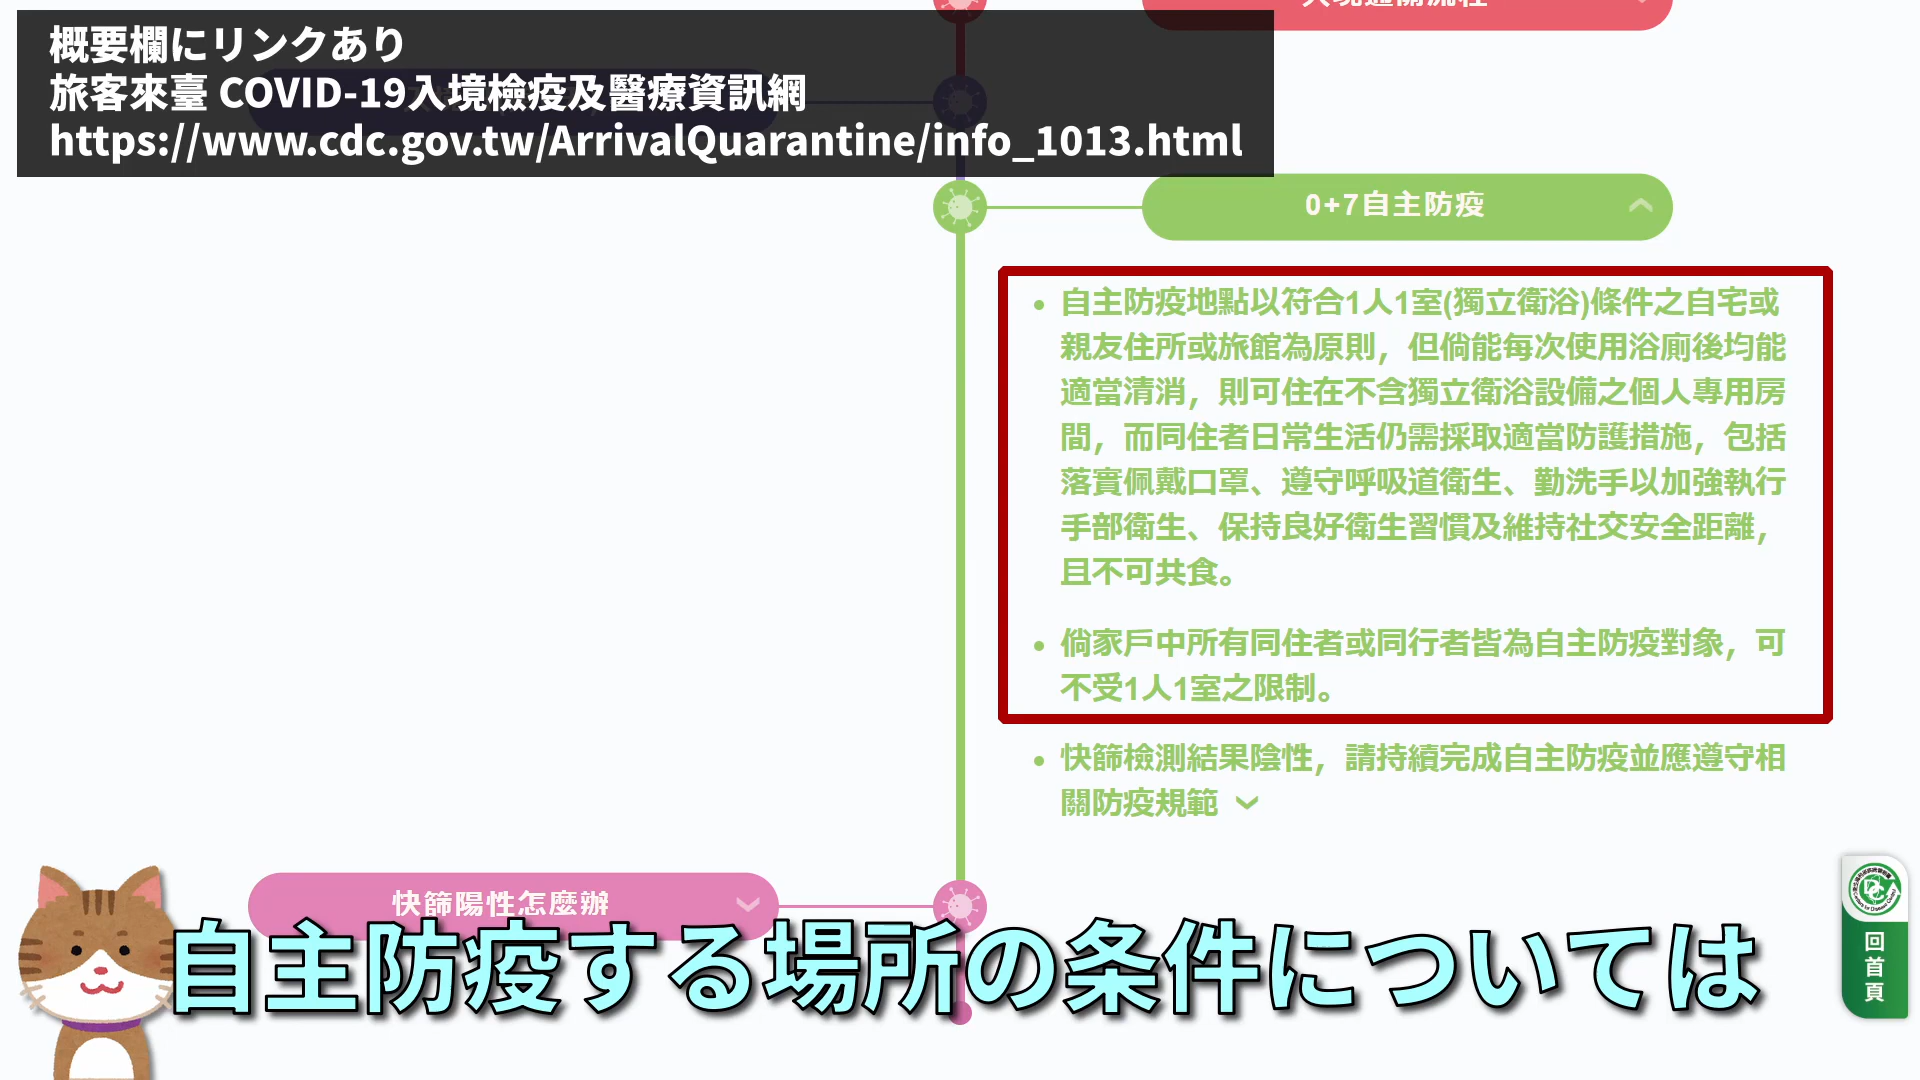 概要欄にリンクあり
旅客來臺 COVID-19入境檢疫及醫療資訊網
https://www.cdc.gov.tw/ArrivalQuarantine/info_1013.html
0+7自主防疫
自主防疫地點以符合1人1室(獨立衛浴)條件之自宅或
親友住所或旅館為原則，但倘能每次使用浴廁後均能
適當清消，則可住在不含獨立衛浴設備之個人專用房
間，而同住者日常生活仍需採取適當防護措施，包括
落實佩戴口罩、遵守呼吸道衛生、勤洗手以加強執行
手部衛生、保持良好衛生習慣及維持社交安全距離，
且不可共食。
倘家戶中所有同住者或同行者皆為自主防疫對象，可
不受1人1室之限制。
快篩檢測結果陰性，請持續完成自主防疫並應遵守相
關防疫規範
快篩陽性怎麼辦
自主防疫する場所の条件については
回
首
頁